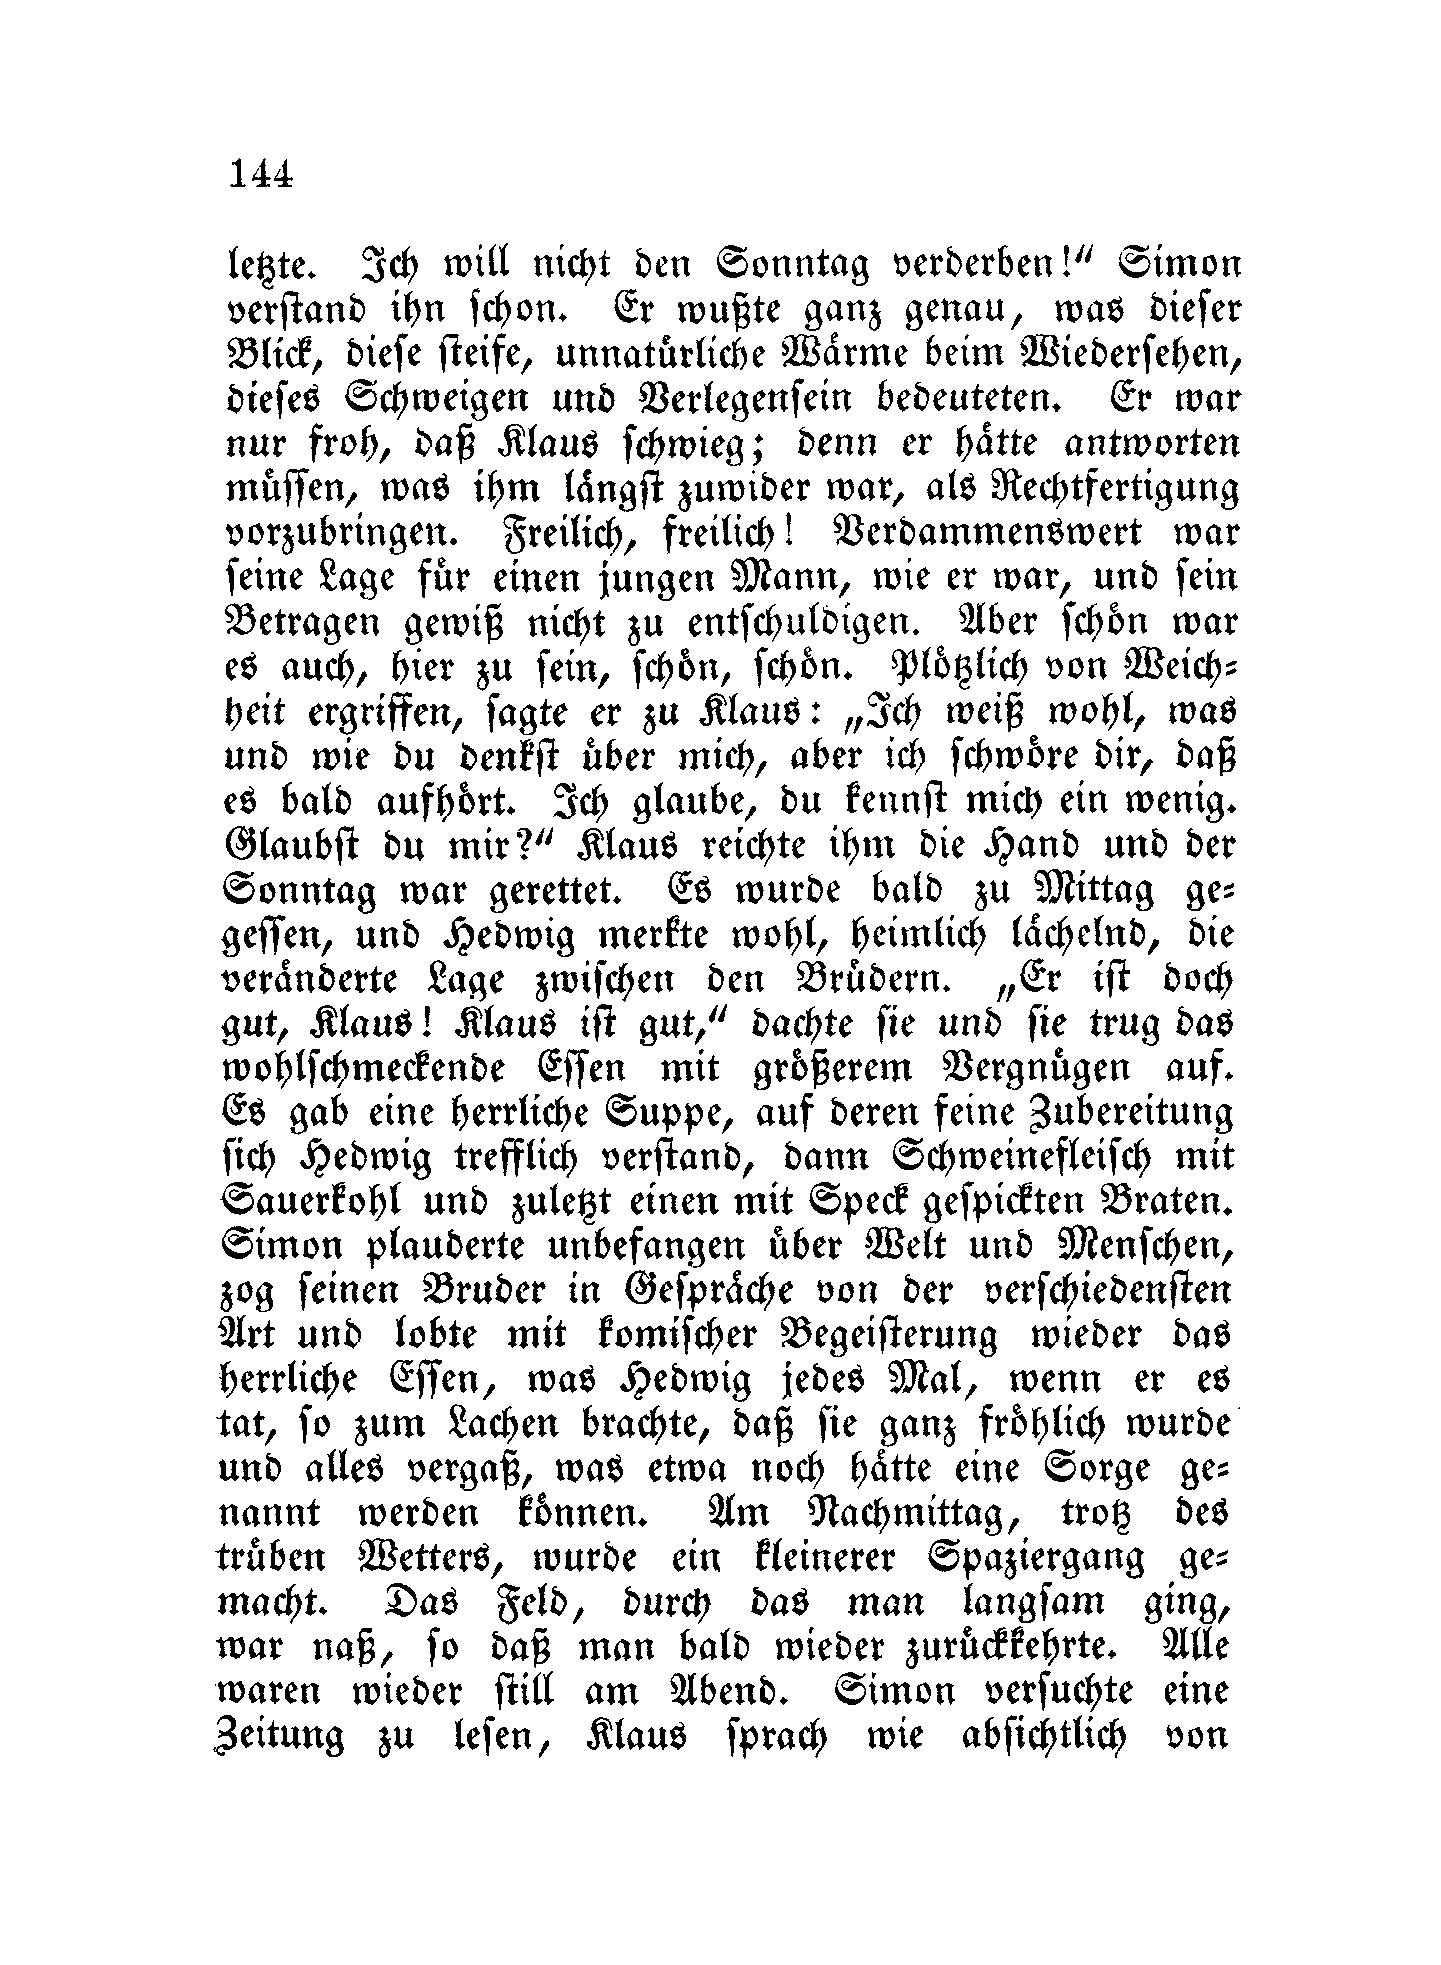 144
letzte. Ich will nicht den Sonntag verderben!“ Simon
verstand ihn schon. Er wußte ganz genau, was dieser
Blick, diese steife, unnatürliche Wärme beim Wiedersehen,
dieses Schweigen und Verlegensein bedeuteten. Er war
nur froh, daß Klaus schwieg; denn er hätte antworten
müssen, was ihm längst zuwider war, als Rechtfertigung
vorzubringen. Freilich, freilich! Verdammenswert war
seine Lage für einen jungen Mann, wie er war, und sein
Betragen gewiß nicht zu entschuldigen. Aber schön war
es auch, hier zu sein, schön, schön. Plötzlich von Weich-
heit ergriffen, sagte er zu Klaus: „Ich weiß wohl, was
und wie du denkst über mich, aber ich schwöre dir, daß
es bald aufhört. Ich glaube, du kennst mich ein wenig.
Glaubst du mir?“ Klaus reichte ihm die Hand und der
Sonntag war gerettet. Es wurde bald zu Mittag ge-
gessen, und Hedwig merkte wohl, heimlich lächelnd, die
veränderte Lage zwischen den Brüdern. „Er ist doch
gut, Klaus! Klaus ist gut,“ dachte sie und sie trug das
wohlschmeckende Essen mit größerem Vergnügen auf.
Es gab eine herrliche Suppe, auf deren feine Zubereitung
sich Hedwig trefflich verstand, dann Schweinefleisch mit
Sauerkohl und zuletzt einen mit Speck gespickten Braten.
Simon plauderte unbefangen über Welt und Menschen,
zog seinen Bruder in Gespräche von der verschiedensten
Art und lobte mit komischer Begeisterung wieder das
herrliche Essen, was Hedwig jedes Mal, wenn er es
tat, so zum Lachen brachte, daß sie ganz fröhlich wurde
und alles vergaß, was etwa noch hätte eine Sorge ge-
nannt werden können. Am Nachmittag, trotz des
trüben Wetters, wurde ein kleinerer Spaziergang ge-
macht. Das Feld, durch das man langsam ging,
war naß, so daß man bald wieder zurückkehrte. Alle
waren wieder still am Abend. Simon versuchte eine
Zeitung zu lesen, Klaus sprach wie absichtlich von